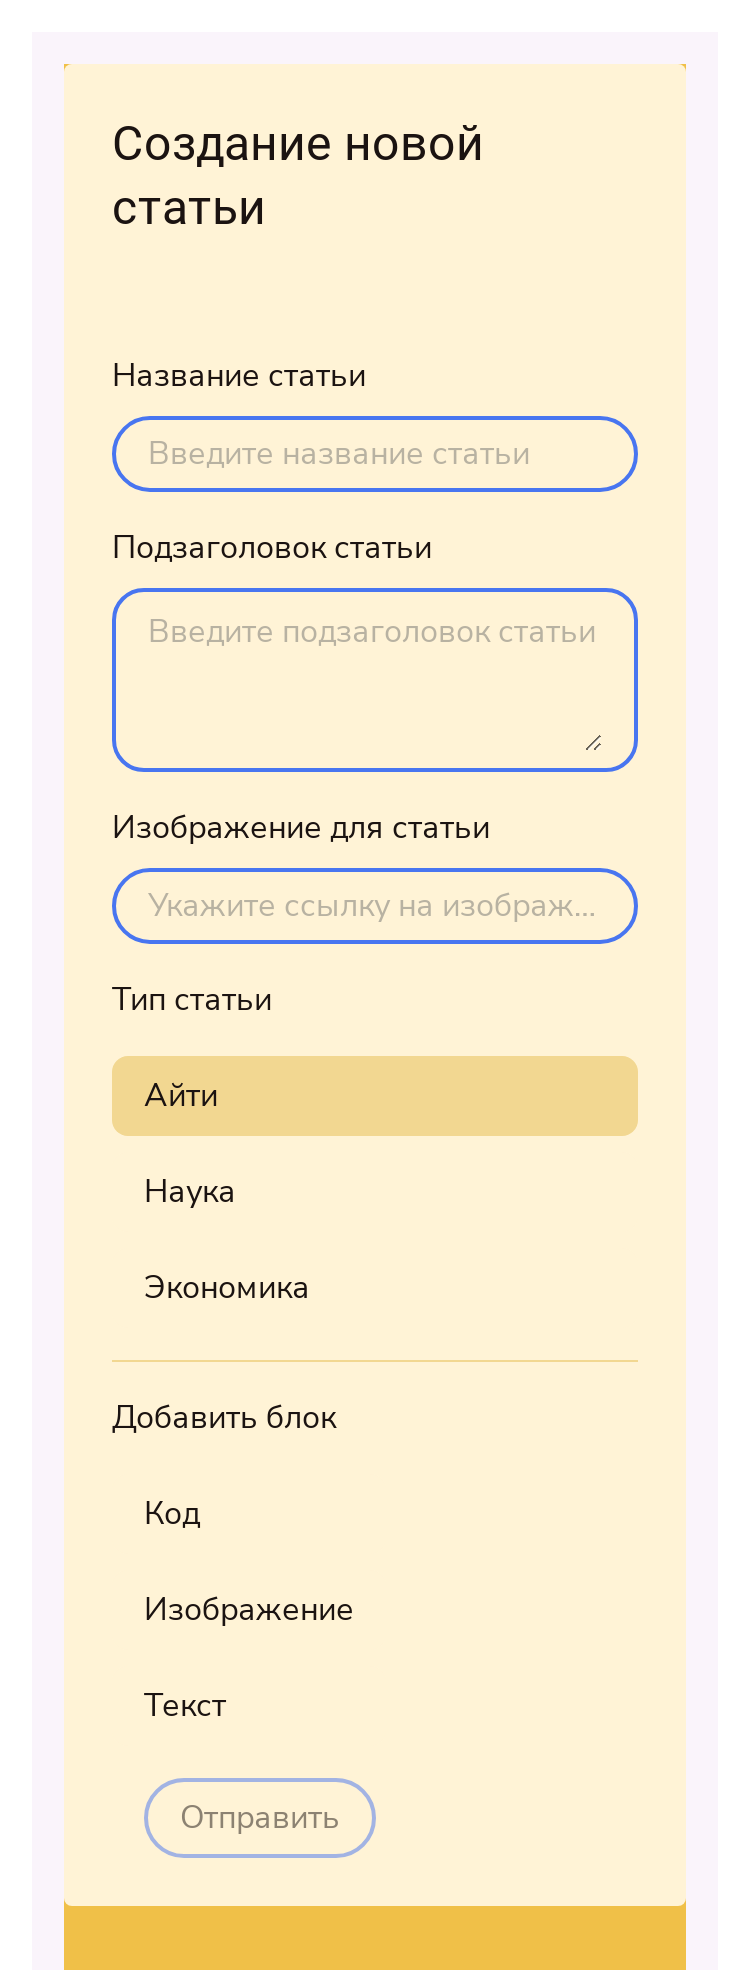 Создание новой
статьи
Название статьи
Введите название статьи
Подзаголовок статьи
Введите подзаголовок статьи
Изображение для статьи
Укажите ссылку на изображ...
Тип статьи
Айти
Наука
Экономика
Добавить блок
Код
Изображение
Текст
Отправить